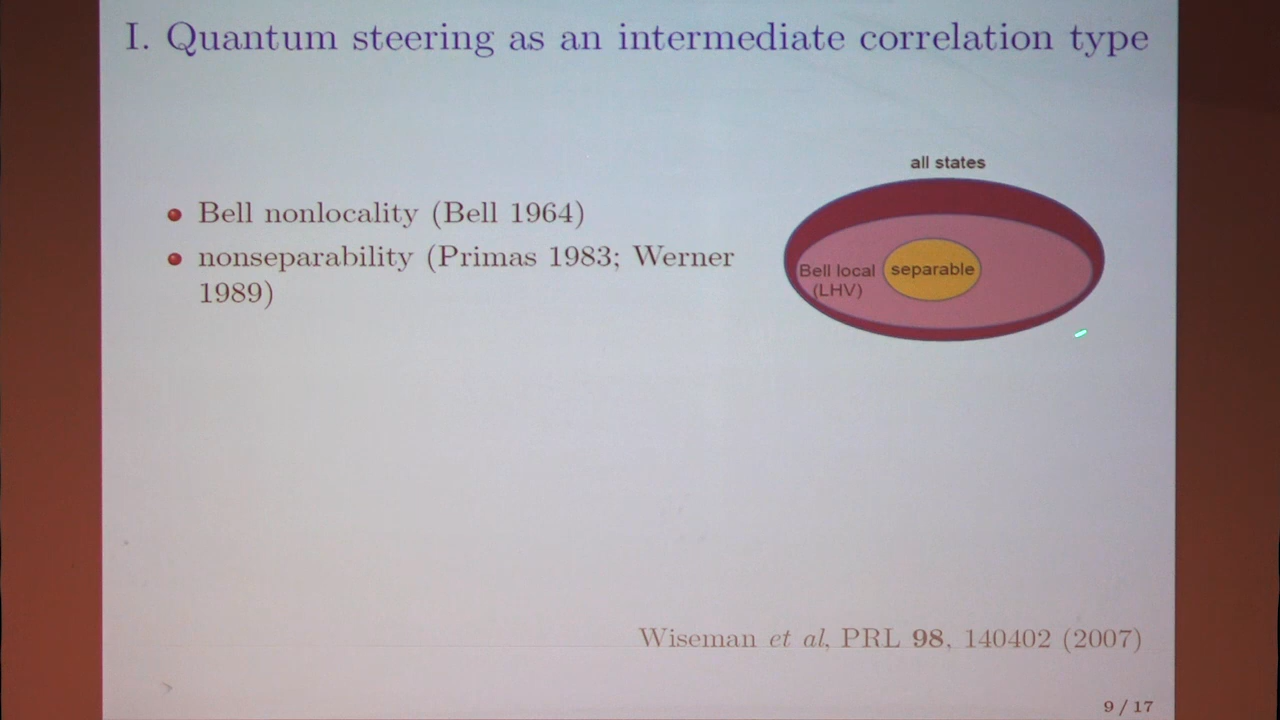 I. Quantum steering as an intermediate correlation type
all states
Bell nonlocality (Bell 1964)
nonseparability (Primas 1983; Werner
1989)
Bell local
(LHV)
separable
Wiseman et al, PRL 98, 140402 (2007)
9 / 17